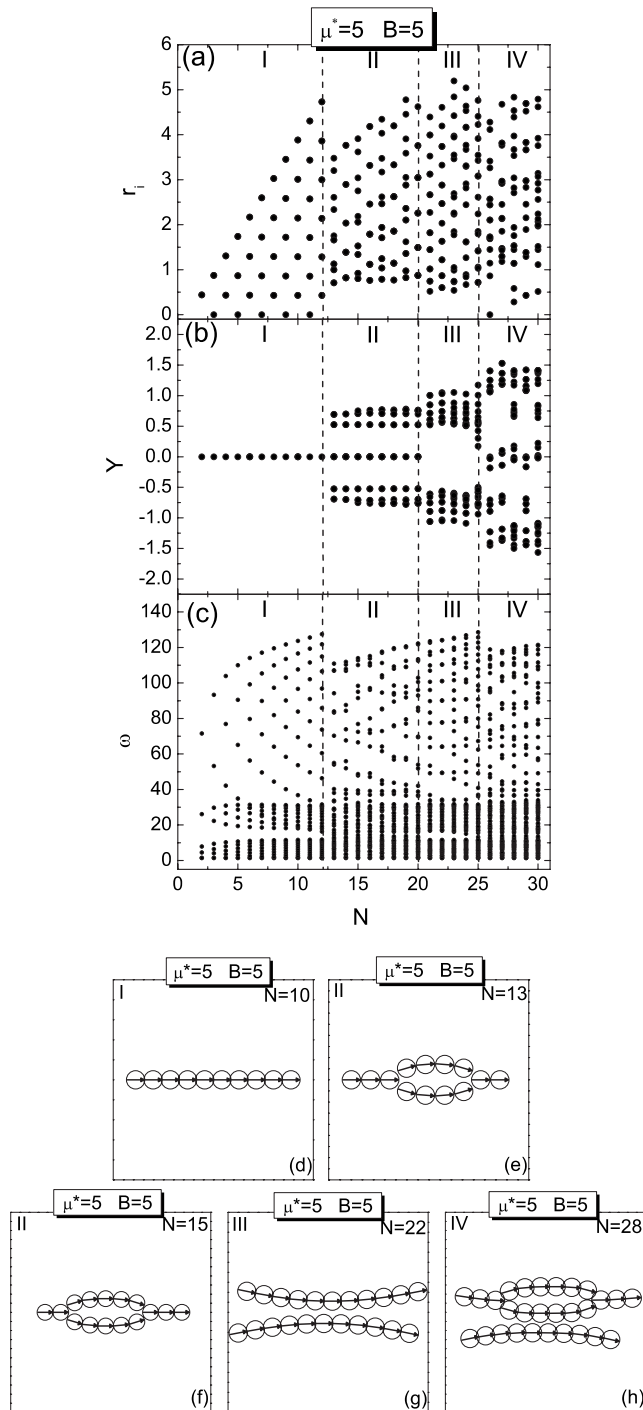 μ*=5 B=5
(a) I II III IV
6
5
4
3
2
1
0
r_i
(b) I II III IV
2.0
1.5
1.0
0.5
0.0
-0.5
-1.0
-1.5
-2.0
Y
(c) I II III IV
140
120
100
80
60
40
20
0
ω
0 5 10 15 20 25 30
N
μ*=5 B=5
I N=10
(d)
μ*=5 B=5
II N=13
(e)
μ*=5 B=5
II N=15
(f)
μ*=5 B=5
III N=22
(g)
μ*=5 B=5
IV N=28
(h)